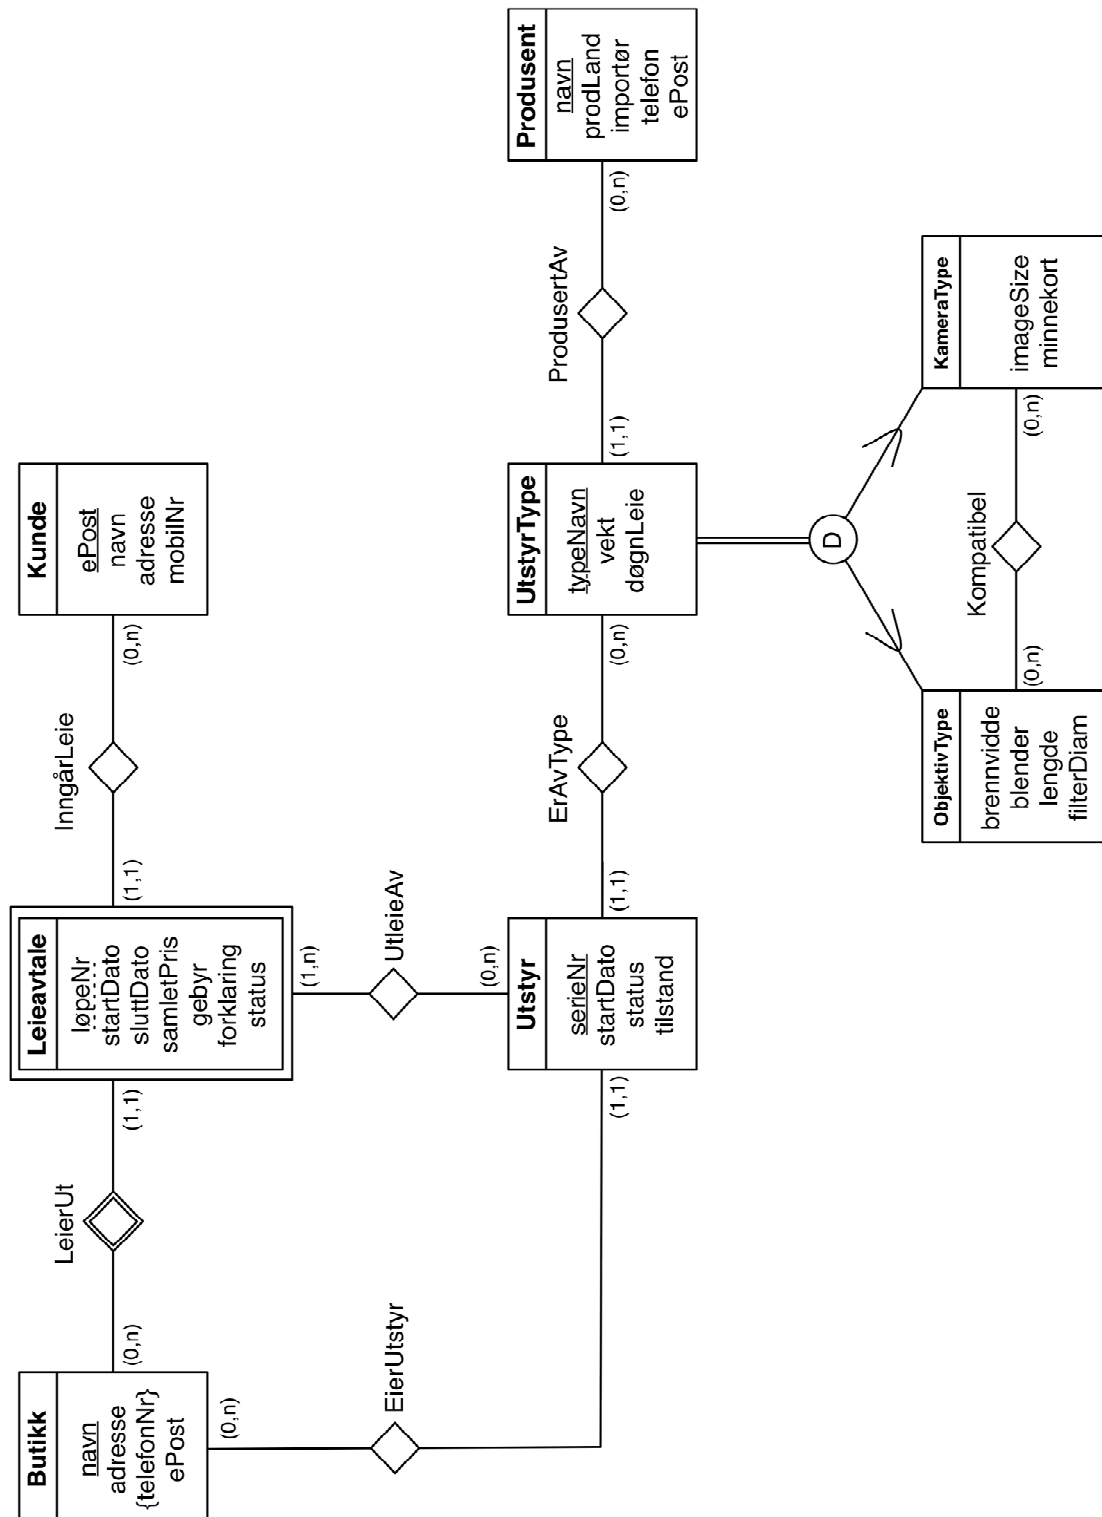 Butikk
navn
adresse
{telefonNr}
ePost
(0,n)
LeierUt
(1,1)
Leieavtale
løpeNr
startDato
sluttDato
samletPris
gebyr
forklaring
status
(1,1)
InngårLeie
(0,n)
Kunde
ePost
navn
adresse
mobilNr
(0,n)
EierUtstyr
(1,1)
(1,n)
UtleieAv
(0,n)
Utstyr
serieNr
startDato
status
tilstand
(1,1)
ErAvType
(0,n)
UtstyrType
typeNavn
vekt
døgnLeie
(1,1)
ProdusertAv
(0,n)
Produsent
navn
prodLand
importør
telefon
ePost
D
ObjektivType
brennvidde
blender
lengde
filterDiam
(0,n)
Kompatibel
(0,n)
KameraType
imageSize
minnekort